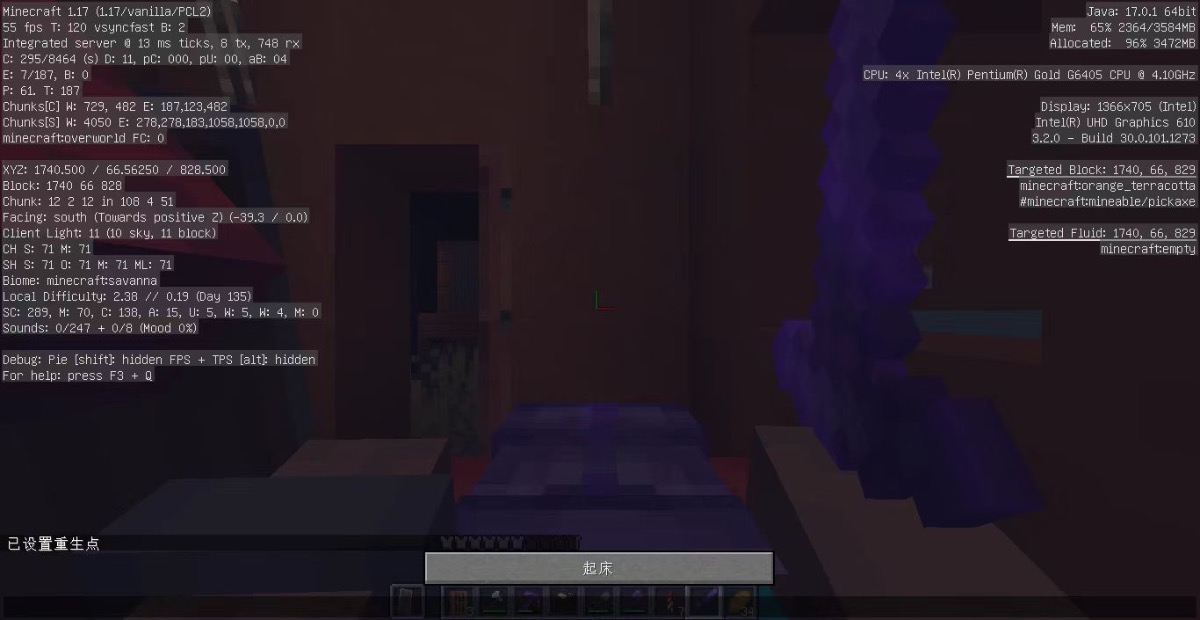 Minecraft 1.17 (1.17/vanilla/PCL2)
55 fps T: 120 vsyncfast B: 2
Integrated server @ 13 ms ticks, 8 tx, 748 rx
C: 295/8464 (s) D: 11, pC: 000, pU: 00, aB: 04
E: 7/187, B: 0
P: 61. T: 187
Chunks[C] W: 729, 482 E: 187,123,482
Chunks[S] W: 4050 E: 278,278,183,1058,1058,0,0
minecraft:overworld FC: 0
XYZ: 1740.500 / 66.56250 / 828.500
Block: 1740 66 828
Chunk: 12 2 12 in 108 4 51
Facing: south (Towards positive Z) (-39.3 / 0.0)
Client Light: 11 (10 sky, 11 block)
CH S: 71 M: 71
SH S: 71 O: 71 M: 71 ML: 71
Biome: minecraft:savanna
Local Difficulty: 2.38 // 0.19 (Day 135)
SC: 289, M: 70, C: 138, A: 15, U: 5, W: 5, W: 4, M: 0
Sounds: 0/247 + 0/8 (Mood 0%)
Debug: Pie [shift]: hidden FPS + TPS [alt]: hidden
For help: press F3 + Q
Java: 17.0.1 64bit
Mem: 65% 2364/3584MB
Allocated: 96% 3472MB
CPU: 4x Intel(R) Pentium(R) Gold G6405 CPU @ 4.10GHz
Display: 1366x705 (Intel)
Intel(R) UHD Graphics 610
3.2.0 - Build 30.0.101.1273
Targeted Block: 1740, 66, 829
minecraft:orange_terracotta
#minecraft:mineable/pickaxe
Targeted Fluid: 1740, 66, 829
minecraft:empty
已设置重生点
起床